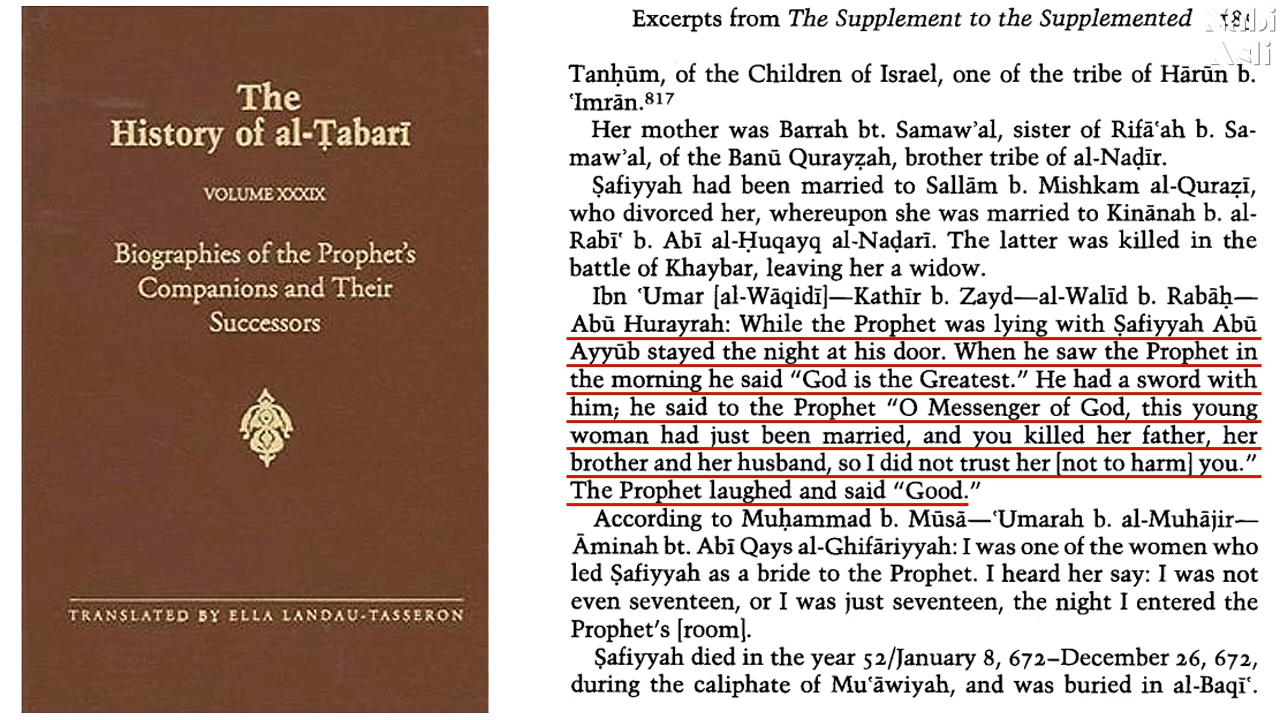 The
History of al-Ṭabarī
VOLUME XXXIX
Biographies of the Prophet's
Companions and Their
Successors
TRANSLATED BY ELLA LANDAU-TASSERON
Excerpts from The Supplement to the Supplemented
Nabi
Asli
Tanḥūm, of the Children of Israel, one of the tribe of Hārūn b.
ʿImrān.⁸¹⁷
Her mother was Barrah bt. Samaw’al, sister of Rifāʿah b. Sa-
maw’al, of the Banū Qurayẓah, brother tribe of al-Naḍīr.
Ṣafiyyah had been married to Sallām b. Mishkam al-Quraẓī,
who divorced her, whereupon she was married to Kinānah b. al-
Rabīʿ b. Abī al-Ḥuqayq al-Naḍarī. The latter was killed in the
battle of Khaybar, leaving her a widow.
Ibn ʿUmar [al-Wāqidī]—Kathīr b. Zayd—al-Walīd b. Rabāḥ—
Abū Hurayrah: While the Prophet was lying with Ṣafiyyah Abū
Ayyūb stayed the night at his door. When he saw the Prophet in
the morning he said “God is the Greatest.” He had a sword with
him; he said to the Prophet “O Messenger of God, this young
woman had just been married, and you killed her father, her
brother and her husband, so I did not trust her [not to harm] you.”
The Prophet laughed and said “Good.”
According to Muḥammad b. Mūsā—ʿUmarah b. al-Muhājir—
Āminah bt. Abī Qays al-Ghifāriyyah: I was one of the women who
led Ṣafiyyah as a bride to the Prophet. I heard her say: I was not
even seventeen, or I was just seventeen, the night I entered the
Prophet’s [room].
Ṣafiyyah died in the year 52/January 8, 672–December 26, 672,
during the caliphate of Muʿāwiyah, and was buried in al-Baqīʿ.